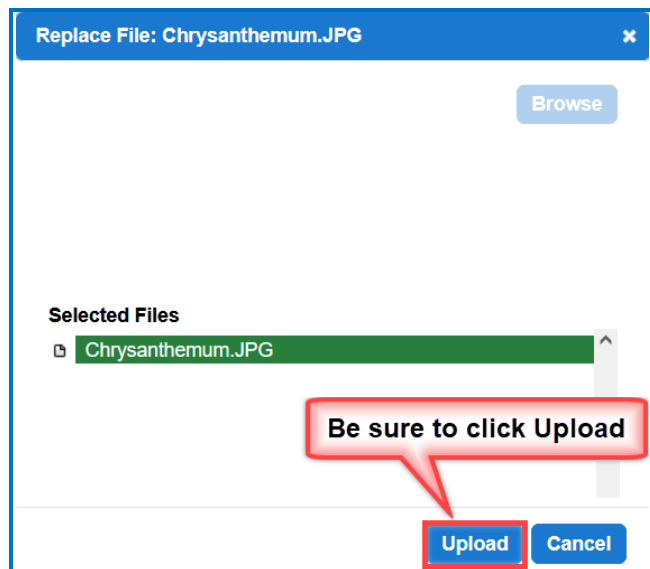 Replace File: Chrysanthemum.JPG
Browse
Selected Files
Chrysanthemum.JPG
Be sure to click Upload
Upload Cancel